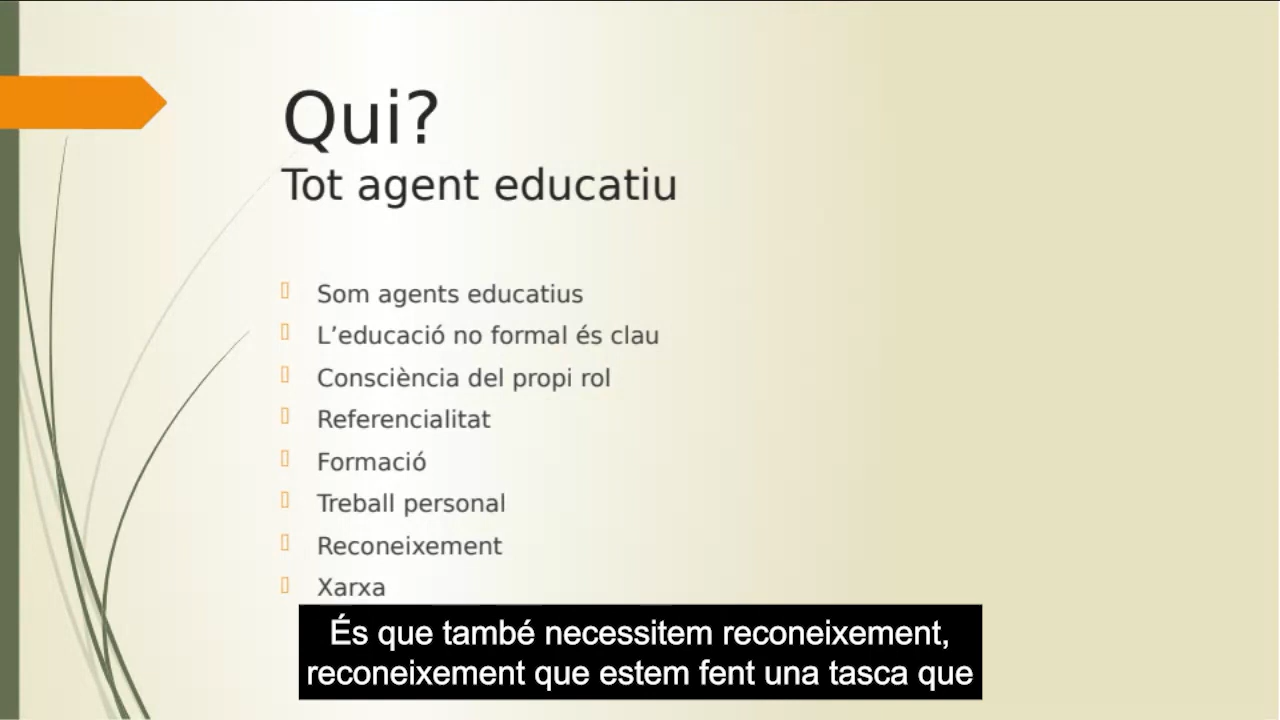 Qui?
Tot agent educatiu
Som agents educatius
L’educació no formal és clau
Consciència del propi rol
Referencialitat
Formació
Treball personal
Reconeixement
Xarxa
És que també necessitem reconeixement,
reconeixement que estem fent una tasca que